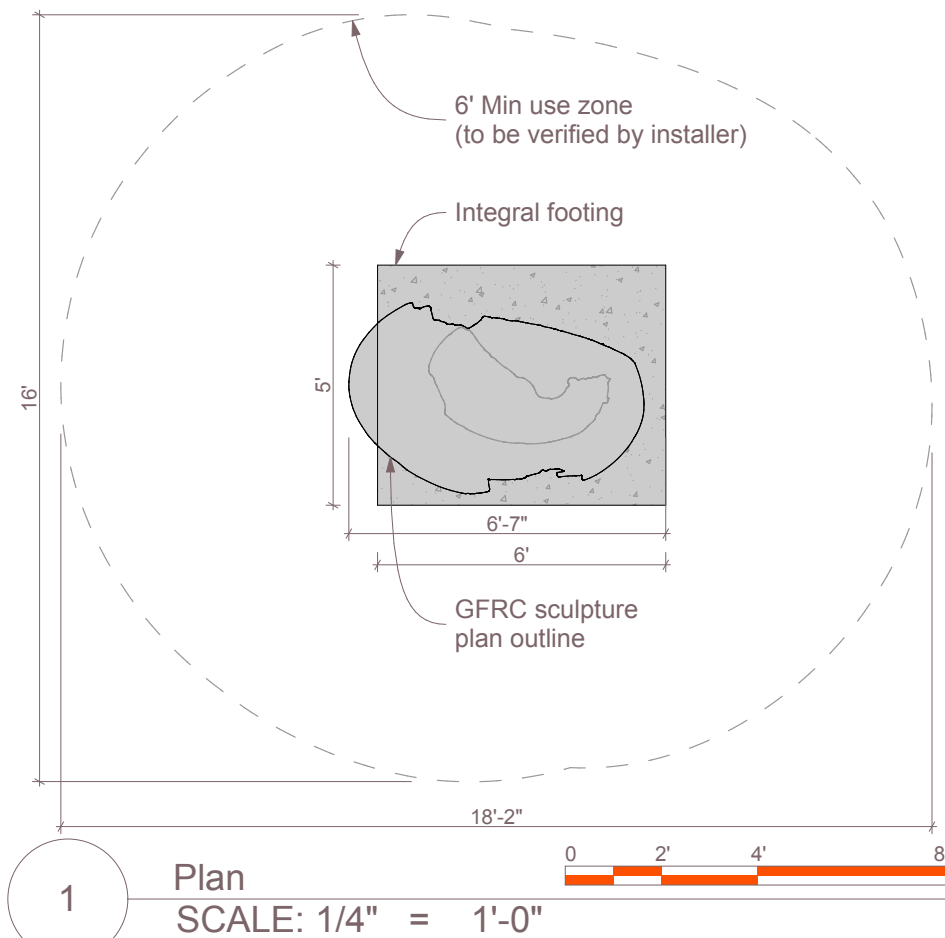 6' Min use zone
(to be verified by installer)
Integral footing
16'
5'
6'-7"
6'
GFRC sculpture
plan outline
18'-2"
0 2' 4' 8
1
Plan
SCALE: 1/4" = 1'-0"